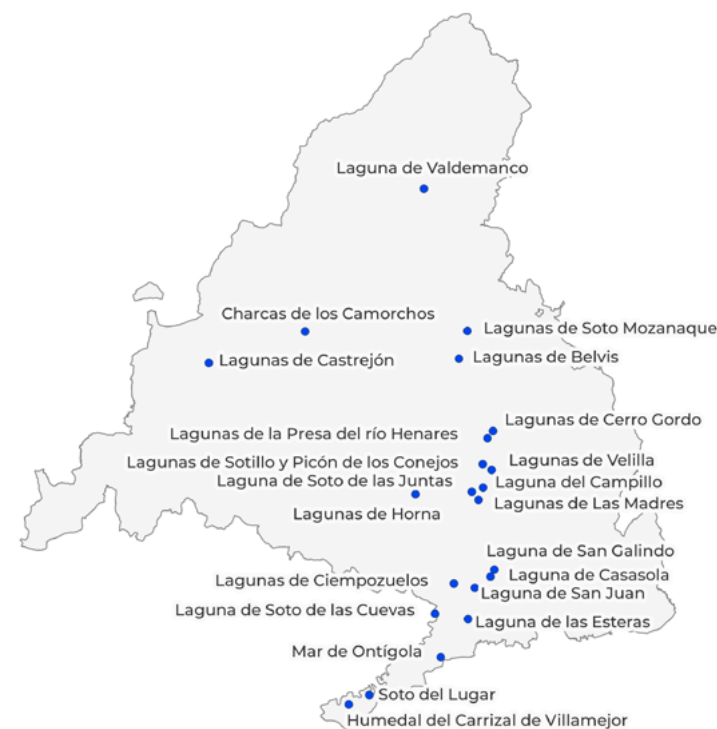 Laguna de Valdemanco
Charcas de los Camorchos
Lagunas de Soto Mozanaque
Lagunas de Castrejón
Lagunas de Belvis
Lagunas de Cerro Gordo
Lagunas de la Presa del río Henares
Lagunas de Sotillo y Picón de los Conejos
Lagunas de Velilla
Laguna de Soto de las Juntas
Laguna del Campillo
Lagunas de Las Madres
Lagunas de Horna
Laguna de San Galindo
Lagunas de Ciempozuelos
Laguna de Casasola
Laguna de San Juan
Laguna de Soto de las Cuevas
Laguna de las Esteras
Mar de Ontígola
Soto del Lugar
Humedal del Carrizal de Villamejor